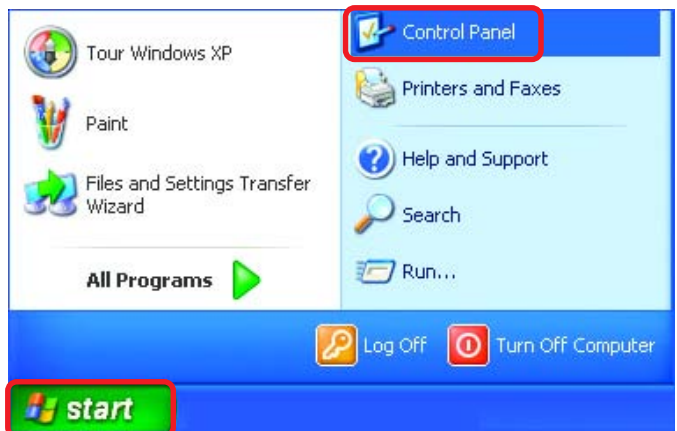 Tour Windows XP
Paint
Files and Settings Transfer
Wizard
All Programs
Control Panel
Printers and Faxes
Help and Support
Search
Run...
Log Off
Turn Off Computer
start